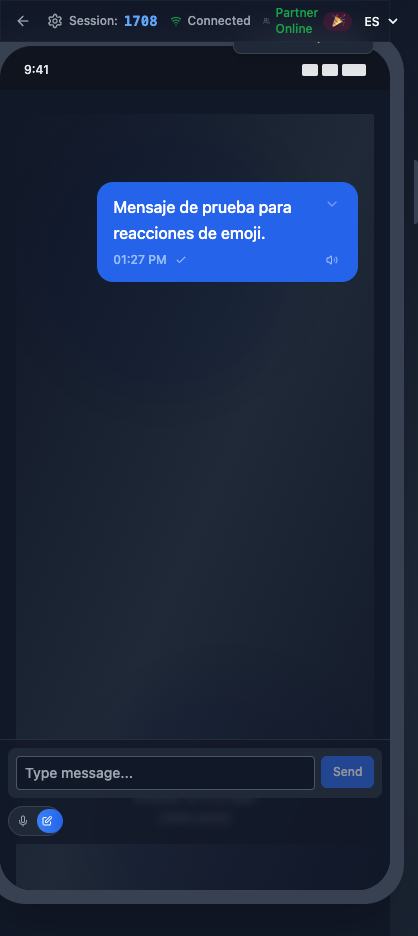 Session: 1708 Connected Partner Online ES
9:41
Mensaje de prueba para
reacciones de emoji.
01:27 PM
Type message...
Send